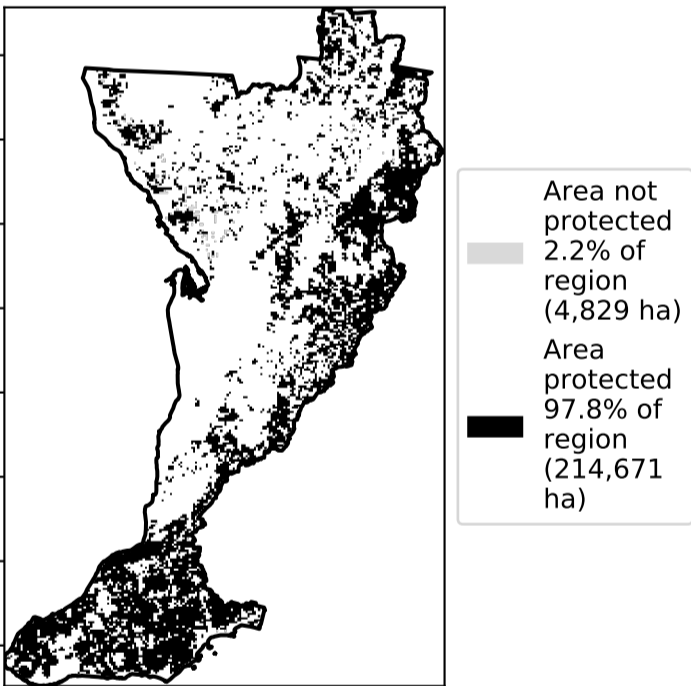 Area not
protected
2.2% of
region
(4,829 ha)
Area
protected
97.8% of
region
(214,671
ha)